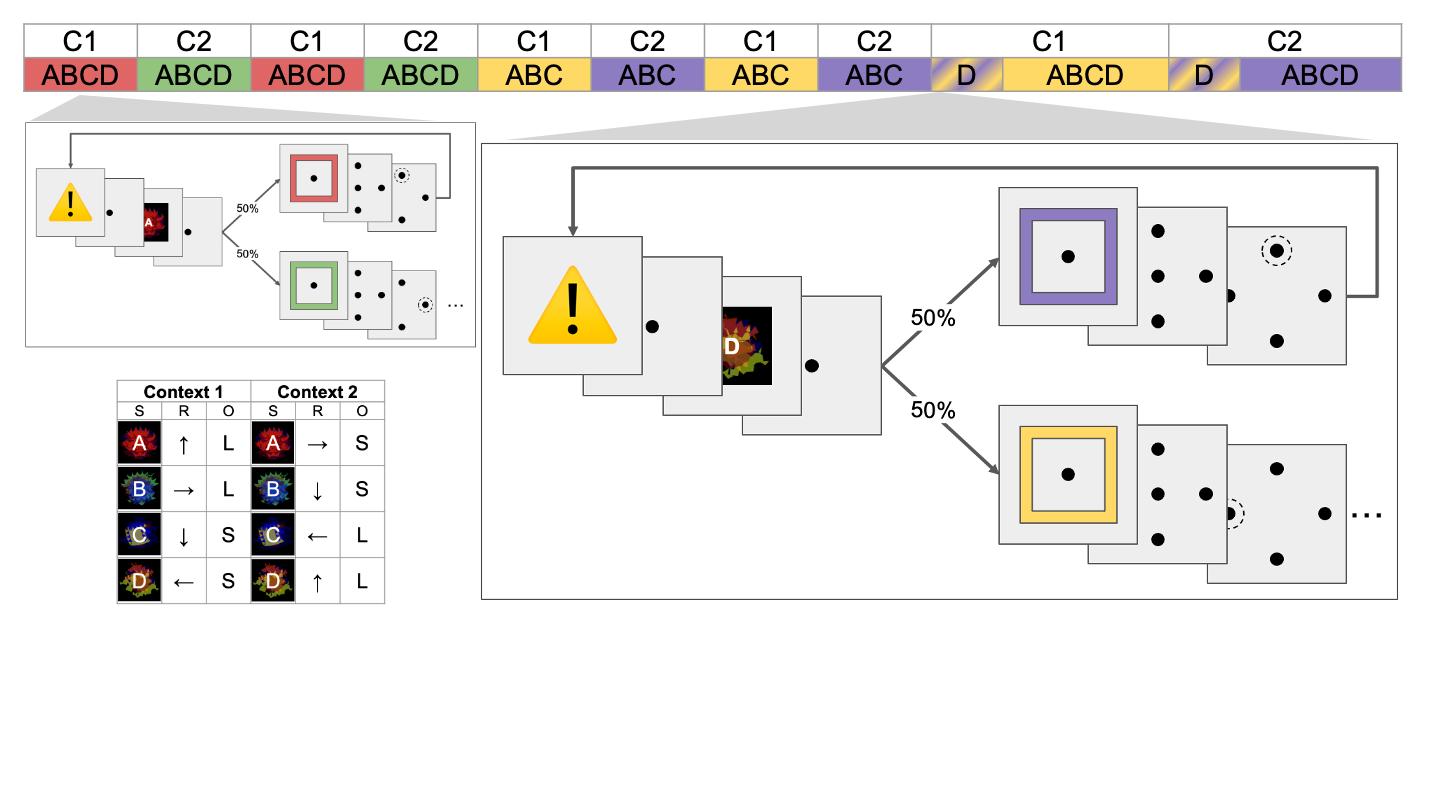 C1 C2 C1 C2 C1 C2 C1 C2 C1 C2
ABCD ABCD ABCD ABCD ABC ABC ABC ABC D ABCD D ABCD
!
A
50%
50%
...
!
D
50%
50%
...
Context 1 Context 2
S R O S R O
A ↑ L A → S
B → L B ↓ S
C ↓ S C ← L
D ← S D ↑ L